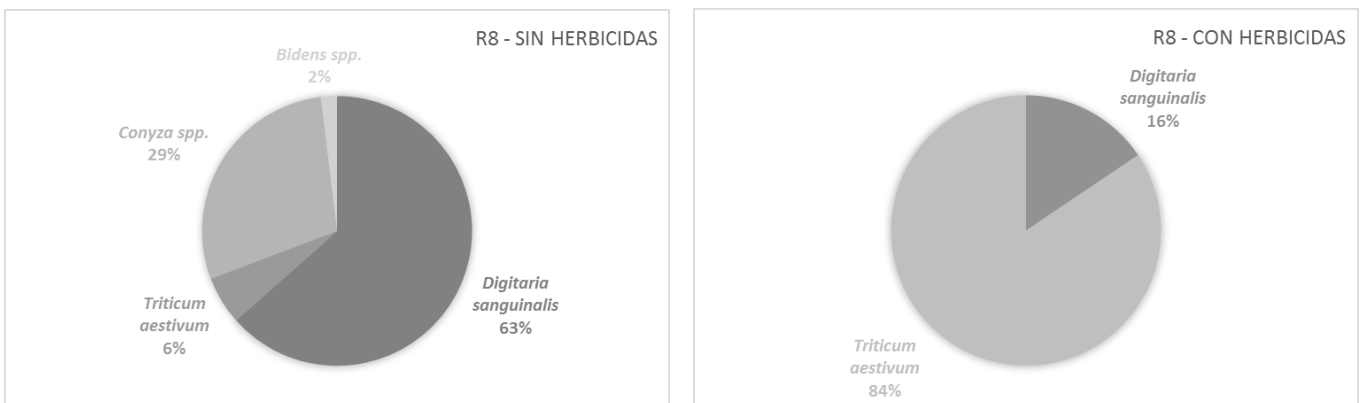 R8 - SIN HERBICIDAS
Bidens spp.
2%
Conyza spp.
29%
Triticum
aestivum
6%
Digitaria
sanguinalis
63%
R8 - CON HERBICIDAS
Digitaria
sanguinalis
16%
Triticum
aestivum
84%